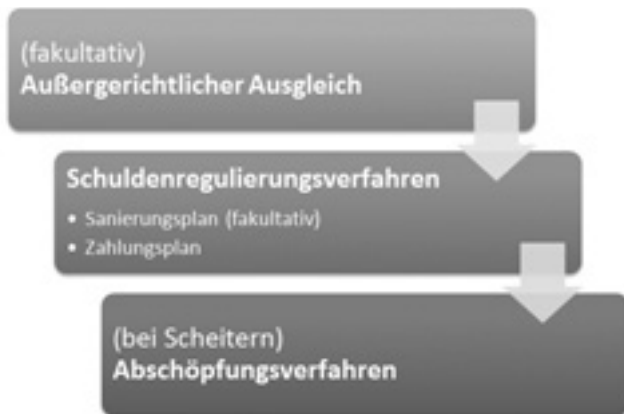 (fakultativ)
Außergerichtlicher Ausgleich
Schuldenregulierungsverfahren
• Sanierungsplan (fakultativ)
• Zahlungsplan
(bei Scheitern)
Abschöpfungsverfahren